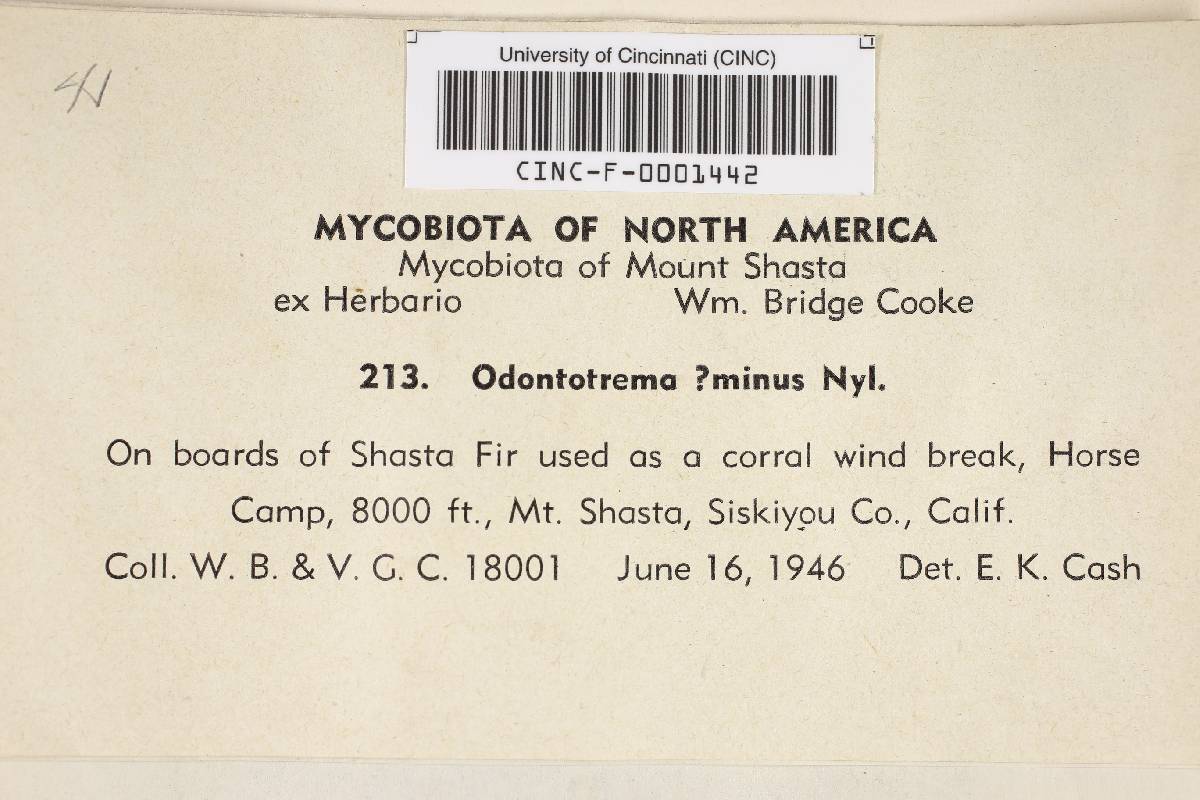 University of Cincinnati (CINC)
CINC-F-0001442
MYCOBIOTA OF NORTH AMERICA
Mycobiota of Mount Shasta
ex Herbario Wm. Bridge Cooke
213. Odontotrema ?minus Nyl.
On boards of Shasta Fir used as a corral wind break, Horse
Camp, 8000 ft., Mt. Shasta, Siskiyou Co., Calif.
Coll. W. B. & V. G. C. 18001 June 16, 1946 Det. E. K. Cash